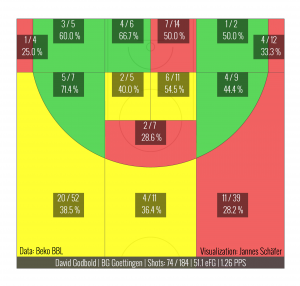 3 / 5
60.0 %
4 / 6
66.7 %
7 / 14
50.0 %
1 / 2
50.0 %
1 / 4
25.0 %
4 / 12
33.3 %
5 / 7
71.4 %
2 / 5
40.0 %
6 / 11
54.5 %
4 / 9
44.4 %
2 / 7
28.6 %
20 / 52
38.5 %
4 / 11
36.4 %
11 / 39
28.2 %
Data: Beko BBL
Visualization: Jannes Schäfer
David Godbold | BG Goettingen | Shots: 74 / 184 | 51.1 eFG | 1.26 PPS